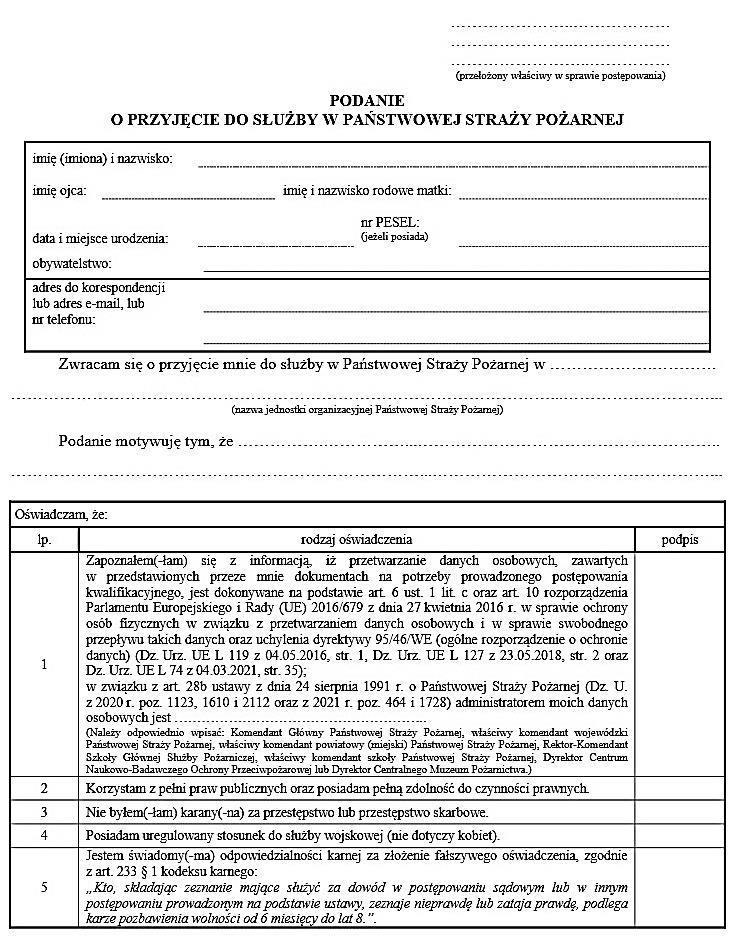 (przełożony właściwy w sprawie postępowania)
PODANIE
O PRZYJĘCIE DO SŁUŻBY W PAŃSTWOWEJ STRAŻY POŻARNEJ
imię (imiona) i nazwisko:
imię ojca: imię i nazwisko rodowe matki:
nr PESEL:
data i miejsce urodzenia: (jeżeli posiada)
obywatelstwo:
adres do korespondencji
lub adres e-mail, lub
nr telefonu:
Zwracam się o przyjęcie mnie do służby w Państwowej Straży Pożarnej w
(nazwa jednostki organizacyjnej Państwowej Straży Pożarnej)
Podanie motywuję tym, że
Oświadczam, że:
lp. rodzaj oświadczenia podpis
Zapoznałem(-łam) się z informacją, iż przetwarzanie danych osobowych, zawartych
w przedstawionych przeze mnie dokumentach na potrzeby prowadzonego postępowania
kwalifikacyjnego, jest dokonywane na podstawie art. 6 ust. 1 lit. c oraz art. 10 rozporządzenia
Parlamentu Europejskiego i Rady (UE) 2016/679 z dnia 27 kwietnia 2016 r. w sprawie ochrony
osób fizycznych w związku z przetwarzaniem danych osobowych i w sprawie swobodnego
przepływu takich danych oraz uchylenia dyrektywy 95/46/WE (ogólne rozporządzenie o ochronie
1 danych) (Dz. Urz. UE L 119 z 04.05.2016, str. 1, Dz. Urz. UE L 127 z 23.05.2018, str. 2 oraz
Dz. Urz. UE L 74 z 04.03.2021, str. 35);
w związku z art. 28b ustawy z dnia 24 sierpnia 1991 r. o Państwowej Straży Pożarnej (Dz. U.
z 2020 r. poz. 1123, 1610 i 2112 oraz z 2021 r. poz. 464 i 1728) administratorem moich danych
osobowych jest
(Należy odpowiednio wpisać: Komendant Główny Państwowej Straży Pożarnej, właściwy komendant wojewódzki
Państwowej Straży Pożarnej, właściwy komendant powiatowy (miejski) Państwowej Straży Pożarnej, Rektor-Komendant
Szkoły Głównej Służby Pożarniczej, właściwy komendant szkoły Państwowej Straży Pożarnej, Dyrektor Centrum
Naukowo-Badawczego Ochrony Przeciwpożarowej lub Dyrektor Centralnego Muzeum Pożarnictwa.)
2 Korzystam z pełni praw publicznych oraz posiadam pełną zdolność do czynności prawnych.
3 Nie byłem(-łam) karany(-na) za przestępstwo lub przestępstwo skarbowe.
4 Posiadam uregulowany stosunek do służby wojskowej (nie dotyczy kobiet).
Jestem świadomy(-ma) odpowiedzialności karnej za złożenie fałszywego oświadczenia, zgodnie
z art. 233 § 1 kodeksu karnego:
5 „Kto, składając zeznanie mające służyć za dowód w postępowaniu sądowym lub w innym
postępowaniu prowadzonym na podstawie ustawy, zeznaje nieprawdę lub zataja prawdę, podlega
karze pozbawienia wolności od 6 miesięcy do lat 8.”.